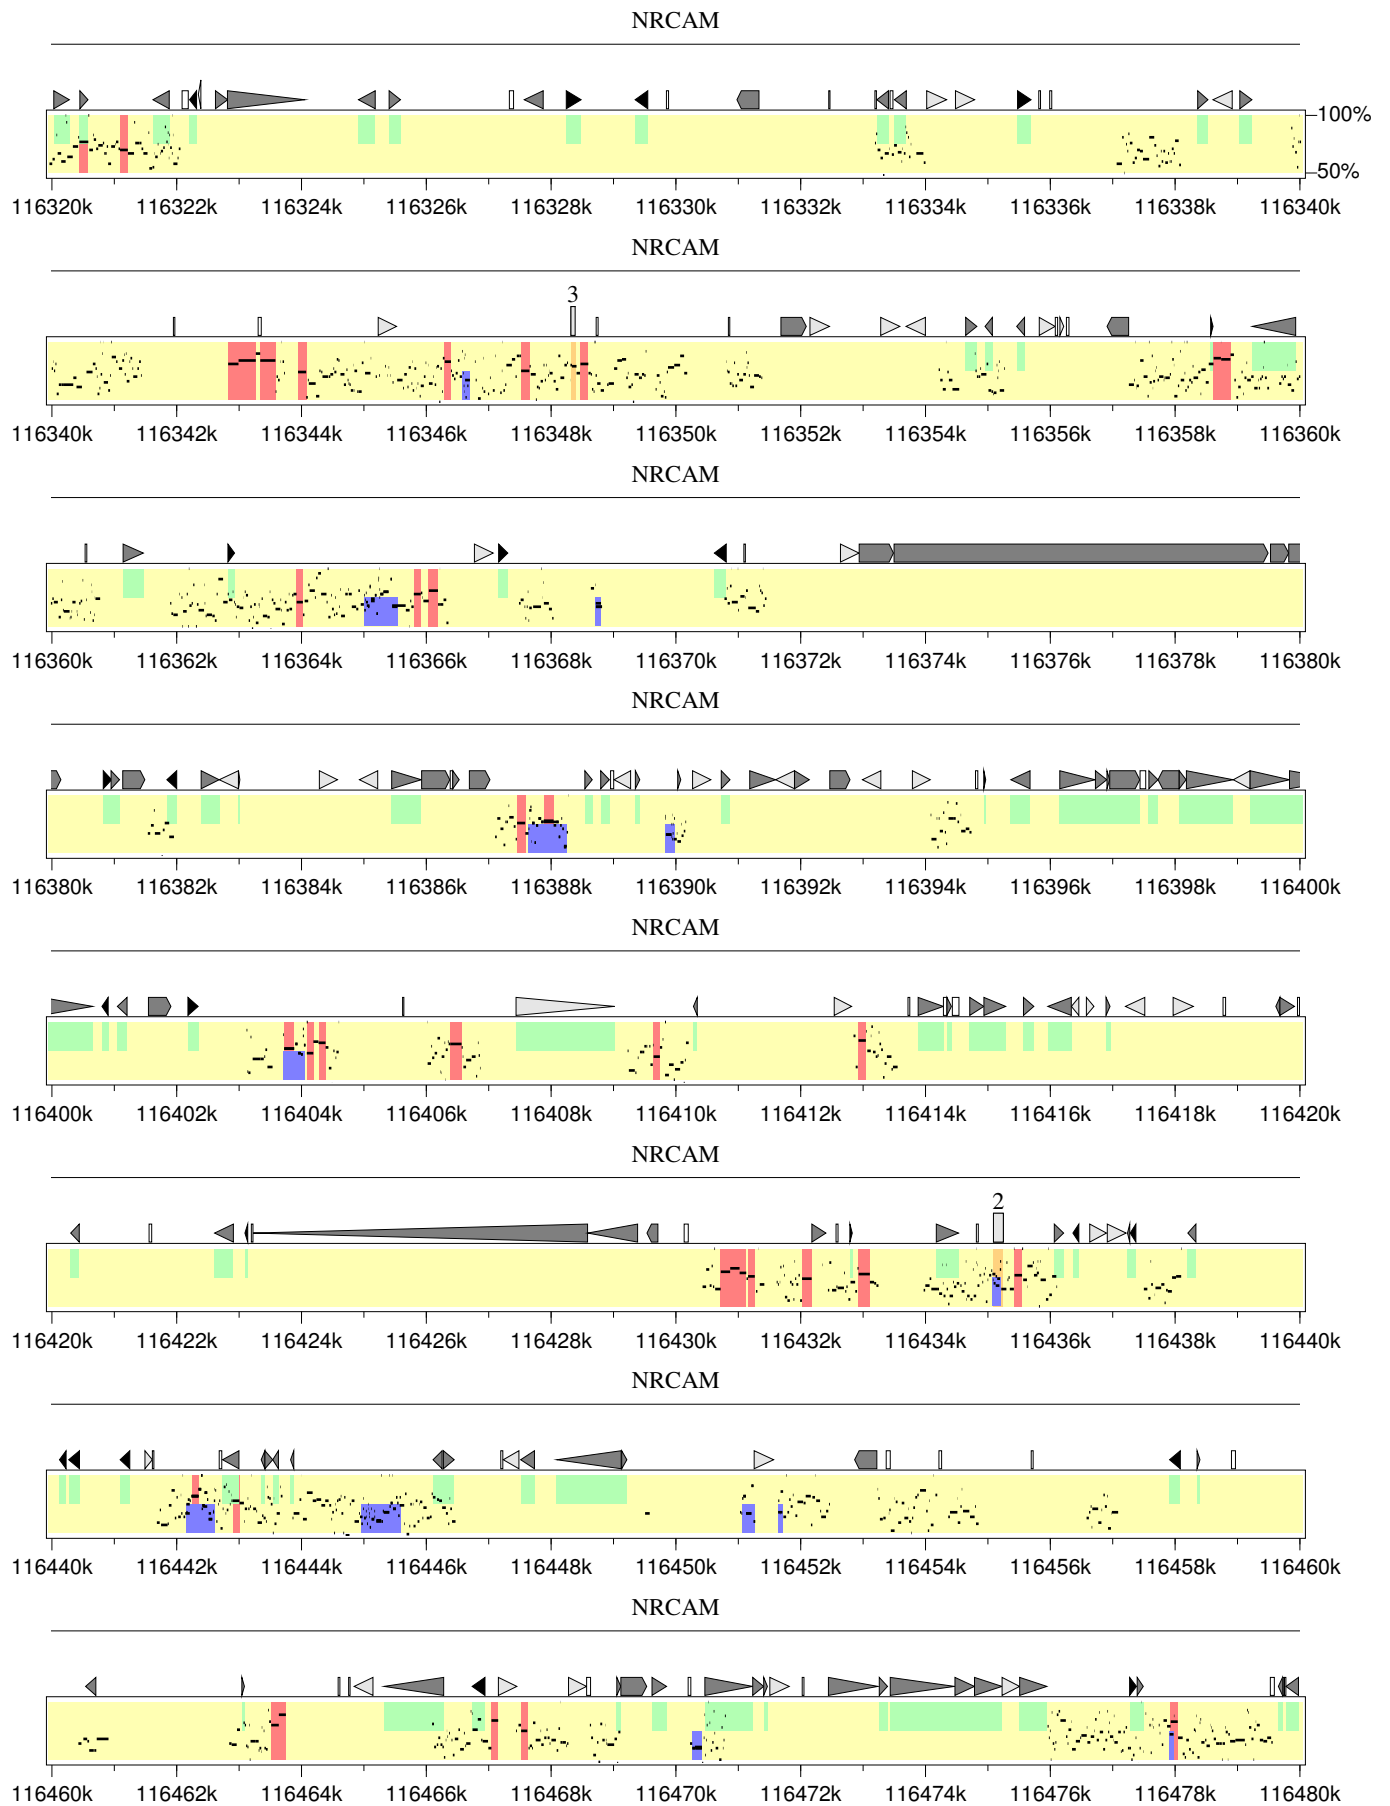 NRCAM
100%
50%
116320k 116322k 116324k 116326k 116328k 116330k 116332k 116334k 116336k 116338k 116340k
NRCAM
3
116340k 116342k 116344k 116346k 116348k 116350k 116352k 116354k 116356k 116358k 116360k
NRCAM
116360k 116362k 116364k 116366k 116368k 116370k 116372k 116374k 116376k 116378k 116380k
NRCAM
116380k 116382k 116384k 116386k 116388k 116390k 116392k 116394k 116396k 116398k 116400k
NRCAM
116400k 116402k 116404k 116406k 116408k 116410k 116412k 116414k 116416k 116418k 116420k
NRCAM
2
116420k 116422k 116424k 116426k 116428k 116430k 116432k 116434k 116436k 116438k 116440k
NRCAM
116440k 116442k 116444k 116446k 116448k 116450k 116452k 116454k 116456k 116458k 116460k
NRCAM
116460k 116462k 116464k 116466k 116468k 116470k 116472k 116474k 116476k 116478k 116480k